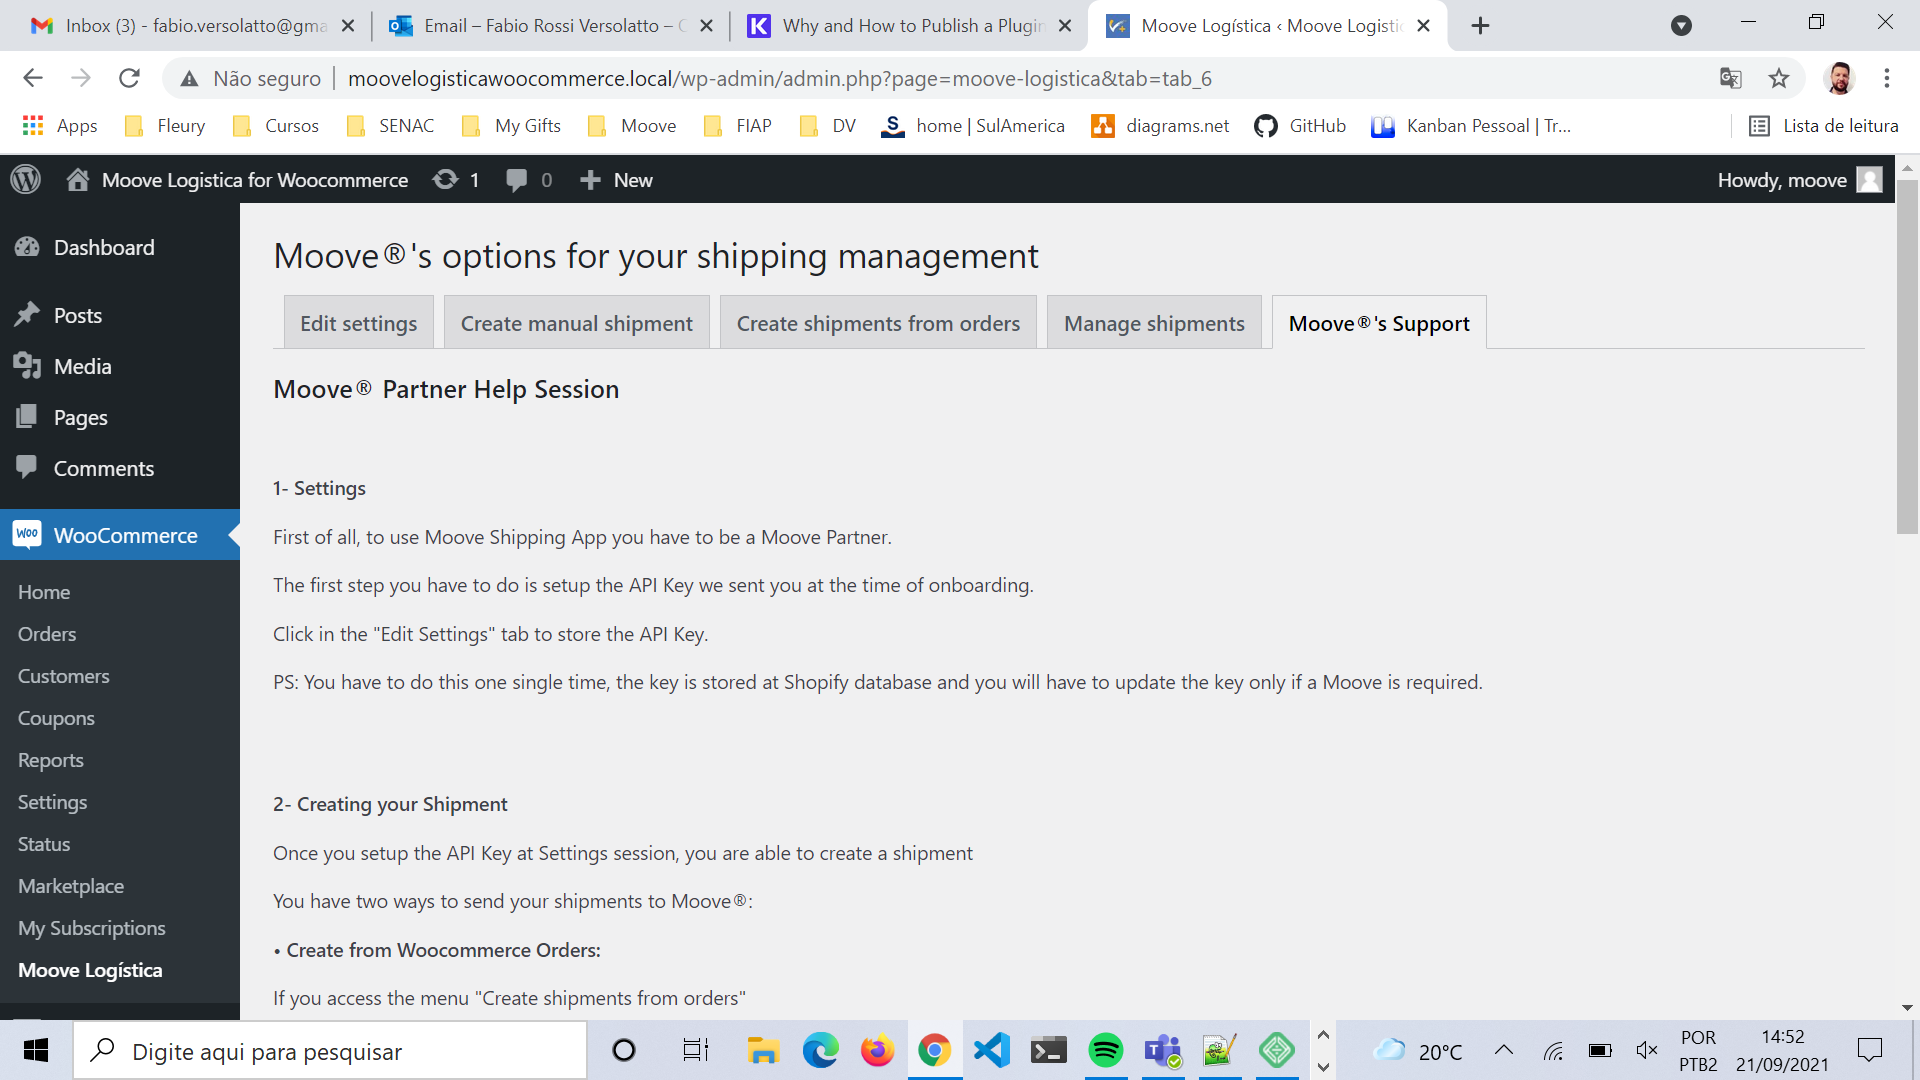 Inbox (3) - fabio.versolatto@gma
Email – Fabio Rossi Versolatto –
Why and How to Publish a Plugin
Moove Logística ‹ Moove Logistic
Não seguro
moovelogisticawoocommerce.local/wp-admin/admin.php?page=moove-logistica&tab=tab_6
Apps
Fleury
Cursos
SENAC
My Gifts
Moove
FIAP
DV
home | SulAmerica
diagrams.net
GitHub
Kanban Pessoal | Tr...
Lista de leitura
Moove Logistica for Woocommerce
1
0
New
Howdy, moove
Dashboard
Posts
Media
Pages
Comments
Woo
WooCommerce
Home
Orders
Customers
Coupons
Reports
Settings
Status
Marketplace
My Subscriptions
Moove Logística
Moove®'s options for your shipping management
Edit settings
Create manual shipment
Create shipments from orders
Manage shipments
Moove®'s Support
Moove® Partner Help Session
1- Settings
First of all, to use Moove Shipping App you have to be a Moove Partner.
The first step you have to do is setup the API Key we sent you at the time of onboarding.
Click in the "Edit Settings" tab to store the API Key.
PS: You have to do this one single time, the key is stored at Shopify database and you will have to update the key only if a Moove is required.
2- Creating your Shipment
Once you setup the API Key at Settings session, you are able to create a shipment
You have two ways to send your shipments to Moove®:
• Create from Woocommerce Orders:
If you access the menu "Create shipments from orders"
Digite aqui para pesquisar
20°C
POR
PTB2
14:52
21/09/2021